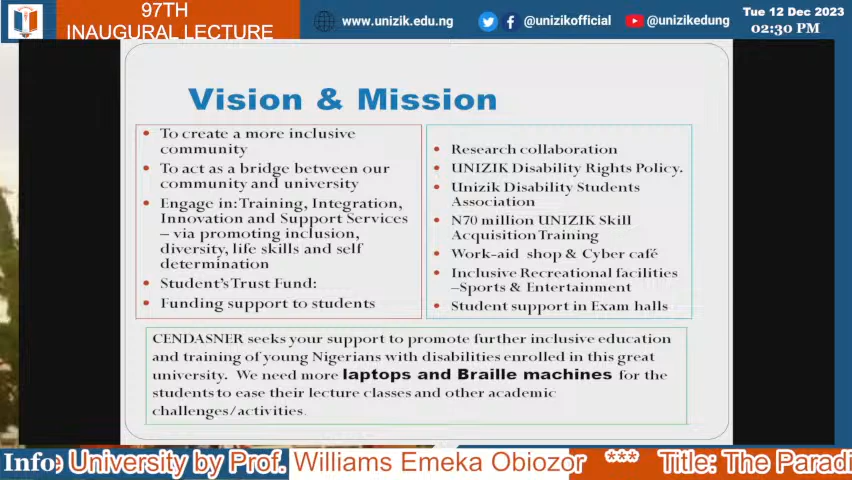 97TH
INAUGURAL LECTURE
www.unizik.edu.ng
@unizikofficial
@unizikedung
Tue 12 Dec 2023
02:30 PM
Vision & Mission
• To create a more inclusive
community
• To act as a bridge between our
community and university
• Engage in: Training, Integration,
Innovation and Support Services
– via promoting inclusion,
diversity, life skills and self
determination
• Student's Trust Fund:
• Funding support to students
• Research collaboration
• UNIZIK Disability Rights Policy.
• Unizik Disability Students
Association
• N70 million UNIZIK Skill
Acquisition Training
• Work-aid shop & Cyber café
• Inclusive Recreational facilities
–Sports & Entertainment
• Student support in Exam halls
CENDASNER seeks your support to promote further inclusive education
and training of young Nigerians with disabilities enrolled in this great
university. We need more laptops and Braille machines for the
students to ease their lecture classes and other academic
challenges/activities.
Info University by Prof. Williams Emeka Obiozor *** Title: The Paradi